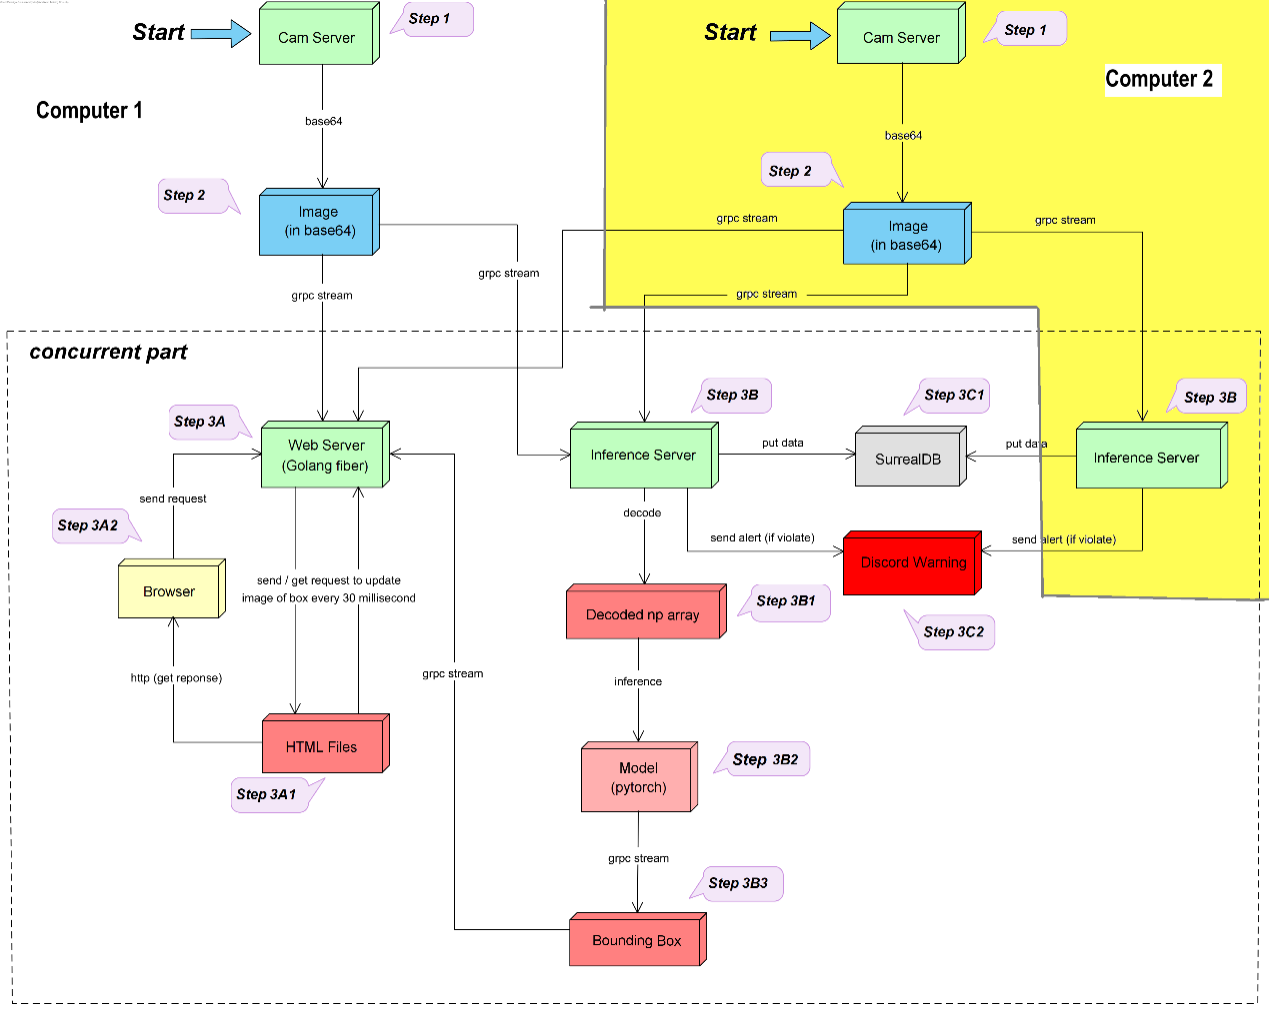 Start
Cam Server
Step 1
Start
Cam Server
Step 1
Computer 1
Computer 2
base64
base64
Step 2
Image
(in base64)
Step 2
Image
(in base64)
grpc stream
grpc stream
grpc stream
grpc stream
grpc stream
concurrent part
Step 3A
Web Server
(Golang fiber)
Step 3B
Inference Server
put data
Step 3C1
SurrealDB
put data
Step 3B
Inference Server
send request
Step 3A2
Browser
decode
send alert (if violate)
Discord Warning
send alert (if violate)
Step 3C2
send / get request to update
image of box every 30 millisecond
Decoded np array
Step 3B1
http (get reponse)
grpc stream
inference
HTML Files
Step 3A1
Model
(pytorch)
Step 3B2
grpc stream
Step 3B3
Bounding Box